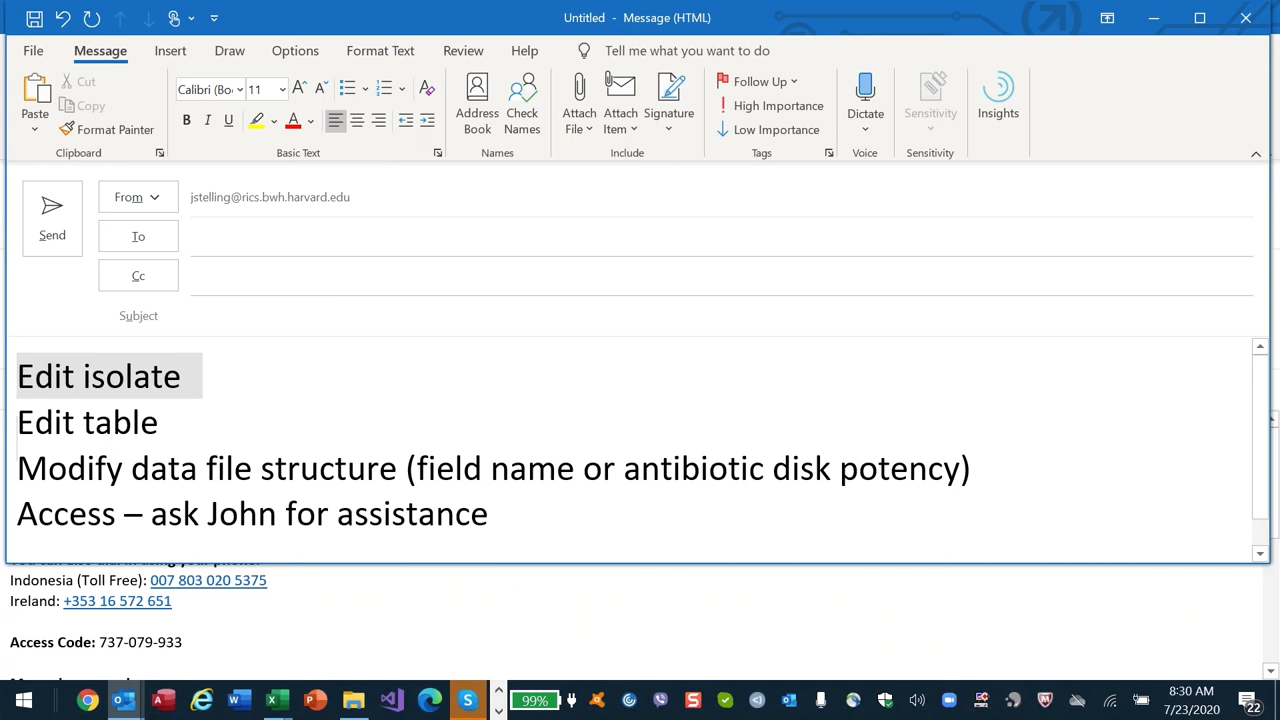 Untitled - Message (HTML)
File Message Insert Draw Options Format Text Review Help Tell me what you want to do
Paste
Cut
Copy
Format Painter
Clipboard
Calibri (Bo 11
B I U A
Basic Text
Address Book
Check Names
Names
Attach File
Attach Item
Signature
Include
Follow Up
High Importance
Low Importance
Tags
Dictate
Voice
Sensitivity
Sensitivity
Insights
Send
From jstelling@rics.bwh.harvard.edu
To
Cc
Subject
Edit isolate
Edit table
Modify data file structure (field name or antibiotic disk potency)
Access – ask John for assistance
Indonesia (Toll Free): 007 803 020 5375
Ireland: +353 16 572 651
Access Code: 737-079-933
99%
8:30 AM
7/23/2020
22